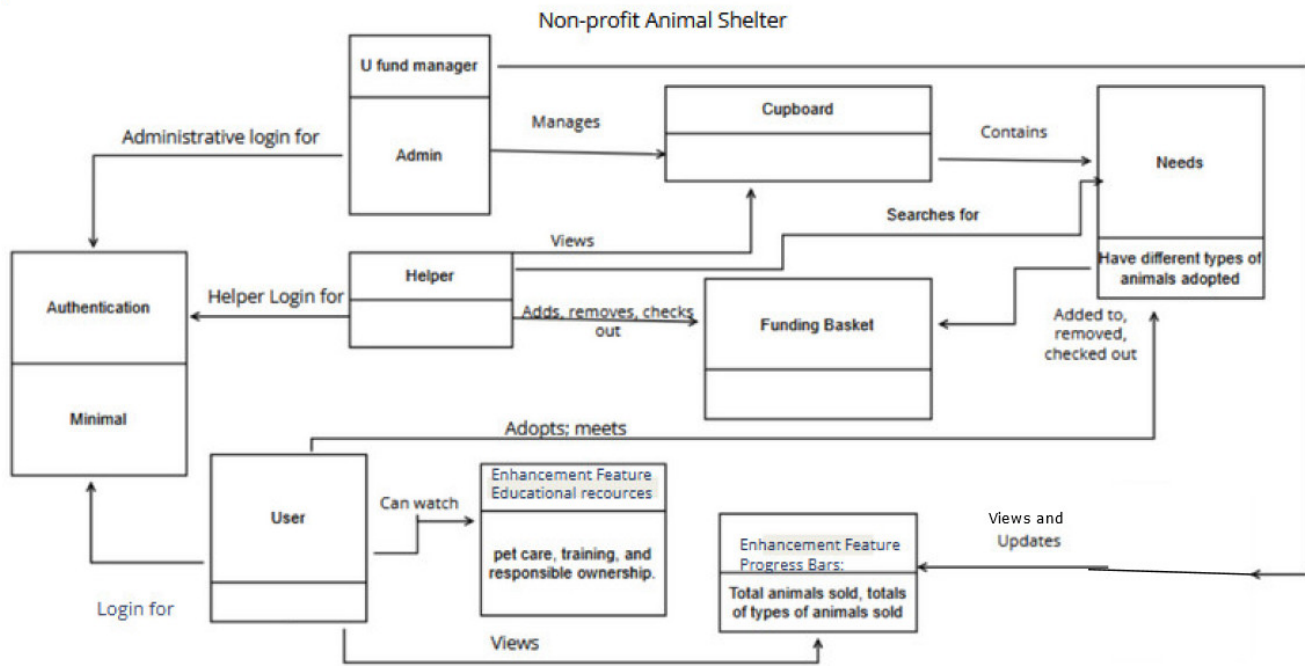 Non-profit Animal Shelter
U fund manager
Admin
Administrative login for
Manages
Cupboard
Contains
Needs
Have different types of
animals adopted
Searches for
Views
Helper
Helper Login for
Authentication
Minimal
Adds, removes, checks
out
Funding Basket
Added to,
removed,
checked out
Adopts; meets
User
Can watch
Enhancement Feature
Educational recources
pet care, training, and
responsible ownership.
Enhancement Feature
Progress Bars:
Total animals sold, totals
of types of animals sold
Views and
Updates
Login for
Views